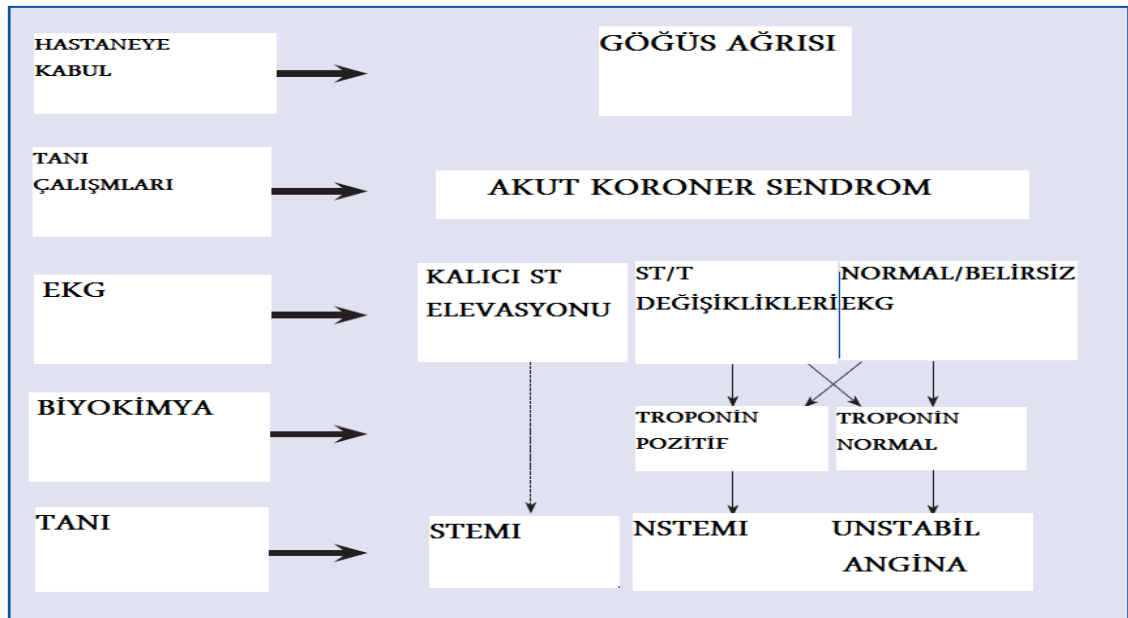 HASTANEYE
KABUL
GÖĞÜS AĞRISI
TANI
ÇALIŞMLARI
AKUT KORONER SENDROM
EKG
KALICI ST
ELEVASYONU
ST/T
DEĞİŞİKLİKLERİ
NORMAL/BELİRSİZ
EKG
BİYOKİMYA
TROPONİN
POZİTİF
TROPONİN
NORMAL
TANI
STEMI
NSTEMI
UNSTABİL
ANGİNA